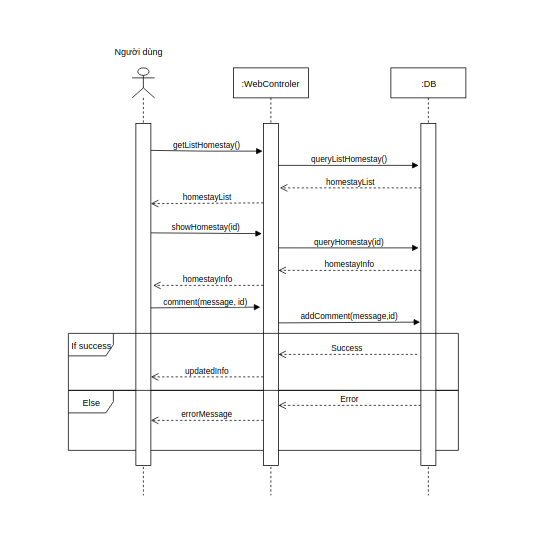 Người dùng
:WebControler
:DB
getListHomestay()
queryListHomestay()
homestayList
homestayList
showHomestay(id)
queryHomestay(id)
homestayInfo
homestayInfo
comment(message, id)
addComment(message,id)
If success
Success
updatedInfo
Else
Error
errorMessage